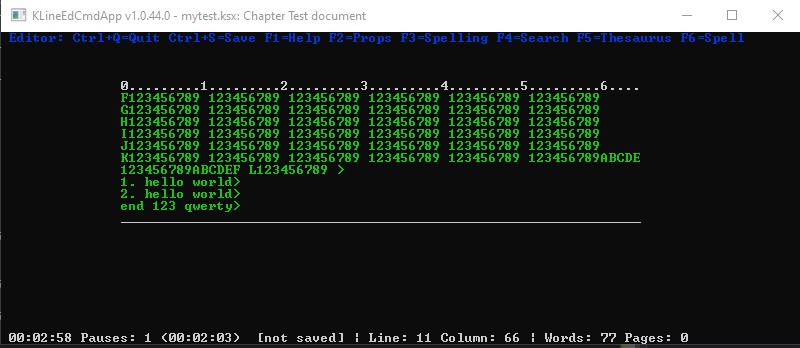 KLineEdCmdApp v1.0.44.0 - mytest.ksx: Chapter Test document
Editor: Ctrl+Q=Quit Ctrl+S=Save F1=Help F2=Props F3=Spelling F4=Search F5=Thesaurus F6=Spell
0.........1.........2.........3.........4.........5.........6....
F123456789 123456789 123456789 123456789 123456789 123456789
G123456789 123456789 123456789 123456789 123456789 123456789
H123456789 123456789 123456789 123456789 123456789 123456789
I123456789 123456789 123456789 123456789 123456789 123456789
J123456789 123456789 123456789 123456789 123456789 123456789
K123456789 123456789 123456789 123456789 123456789 123456789ABCDE
123456789ABCDEF L123456789 >
1. hello world>
2. hello world>
end 123 qwerty>
00:02:58 Pauses: 1 (00:02:03)  [not saved] ¦ Line: 11 Column: 66 ¦ Words: 77 Pages: 0